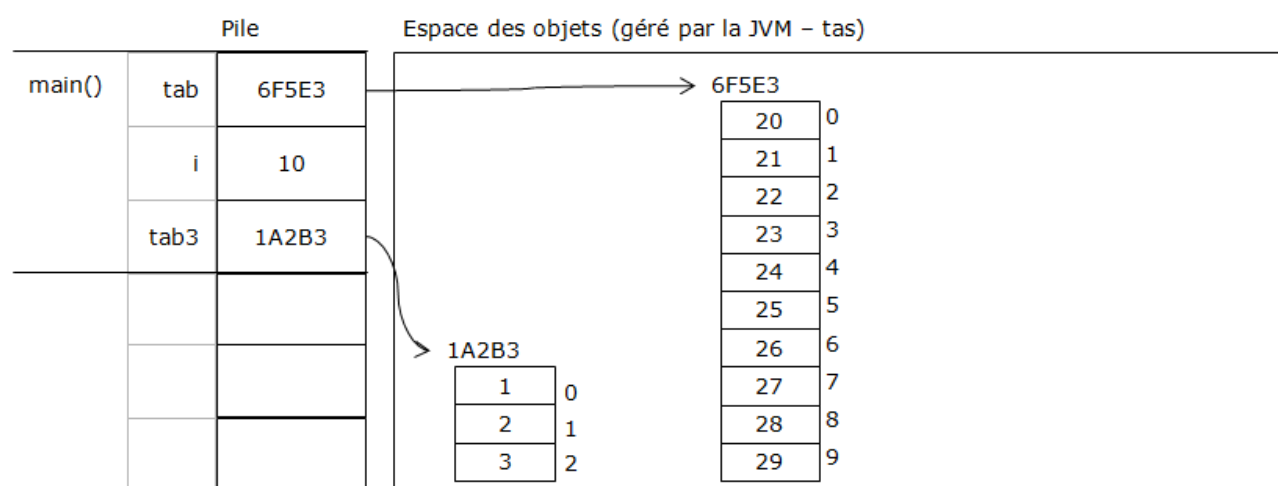 Pile Espace des objets (géré par la JVM – tas)
main() tab 6F5E3 6F5E3
20 0
21 1
i 10 22 2
tab3 1A2B3 23 3
24 4
25 5
1A2B3 26 6
1 0 27 7
2 1 28 8
3 2 29 9